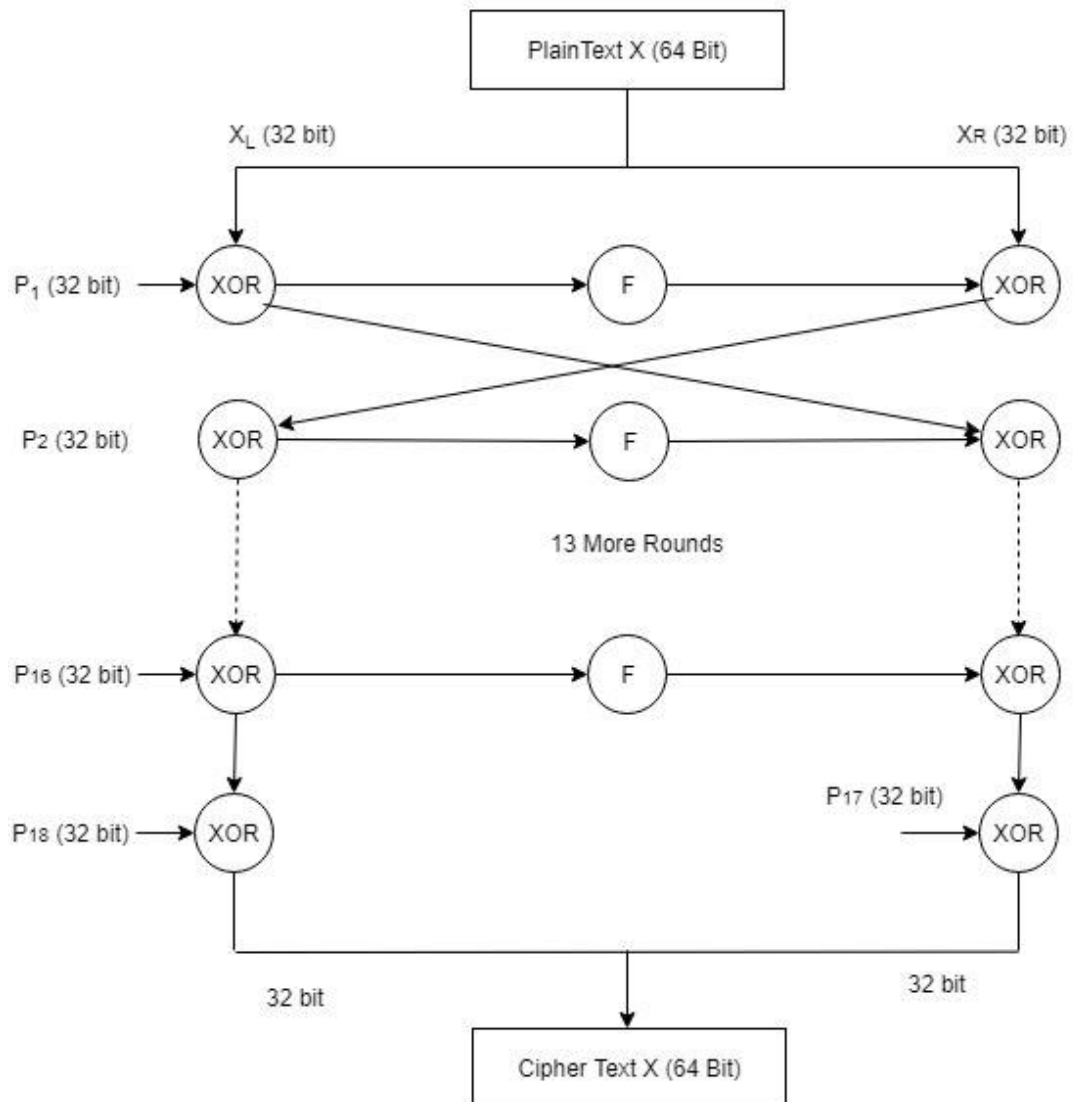 PlainText X (64 Bit)
X_L (32 bit)
XR (32 bit)
P_1 (32 bit)
XOR
F
XOR
P2 (32 bit)
XOR
F
XOR
13 More Rounds
P16 (32 bit)
XOR
F
XOR
P18 (32 bit)
XOR
P17 (32 bit)
XOR
32 bit
32 bit
Cipher Text X (64 Bit)